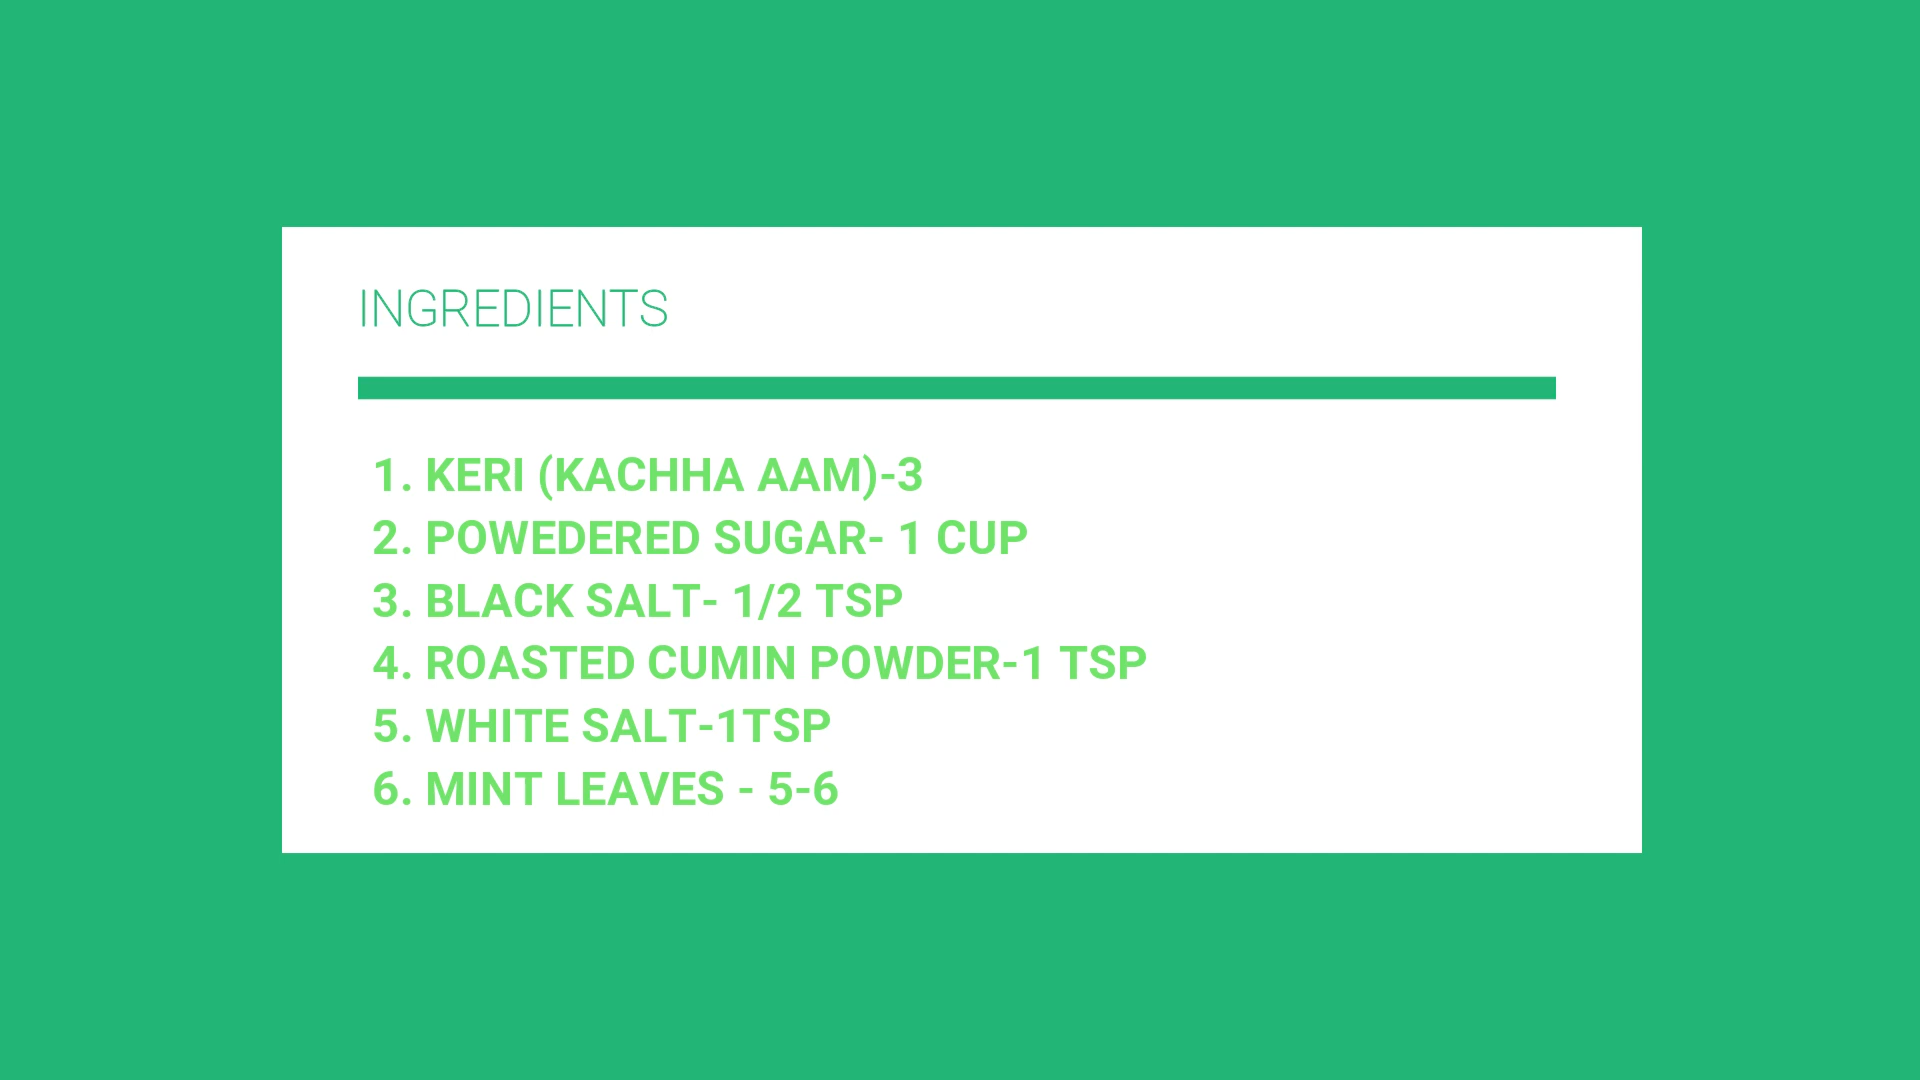 INGREDIENTS
1. KERI (KACHHA AAM)-3
2. POWEDERED SUGAR- 1 CUP
3. BLACK SALT- 1/2 TSP
4. ROASTED CUMIN POWDER-1 TSP
5. WHITE SALT-1TSP
6. MINT LEAVES - 5-6